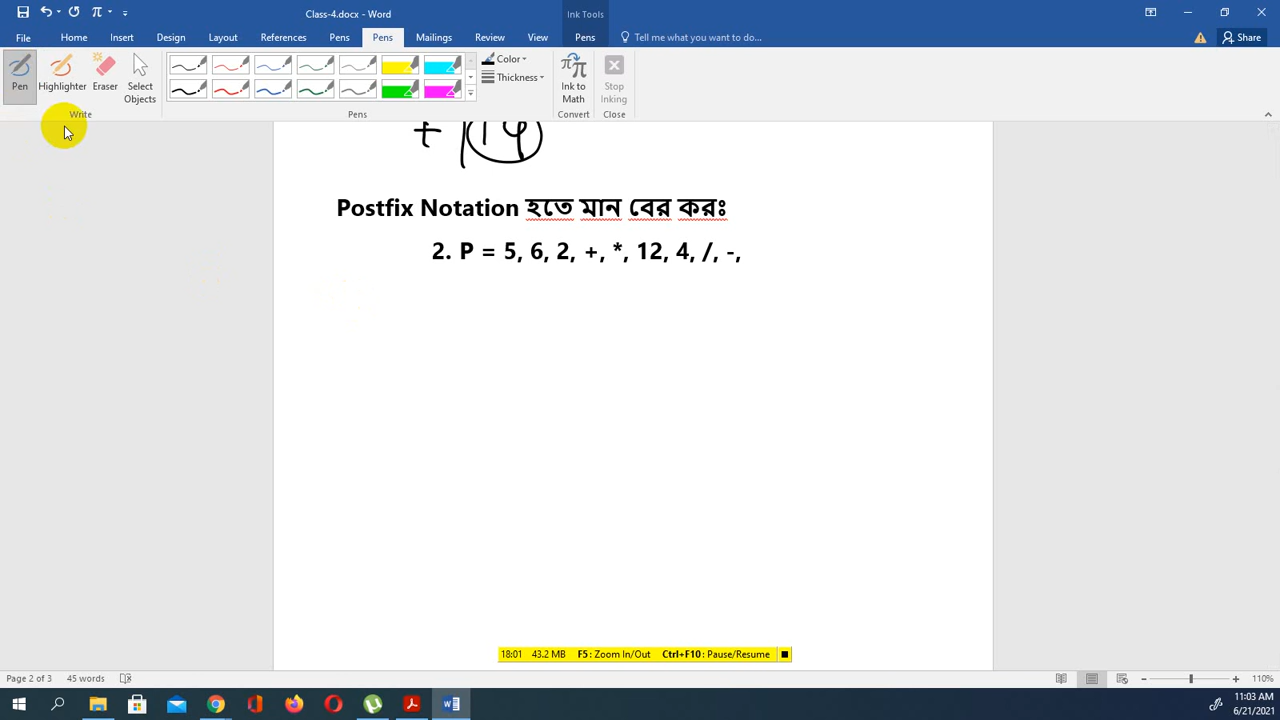 Class-4.docx - Word
Ink Tools
File Home Insert Design Layout References Pens Pens Mailings Review View Pens Tell me what you want to do... Share
Pen Highlighter Eraser Select Objects
Color
Thickness
Ink to Math
Stop Inking
Write Pens Convert Close
+ 14
Postfix Notation হতে মান বের করঃ
2. P = 5, 6, 2, +, *, 12, 4, /, -,
18:01 43.2 MB F5: Zoom In/Out Ctrl+F10: Pause/Resume
Page 2 of 3 45 words 110%
11:03 AM
6/21/2021